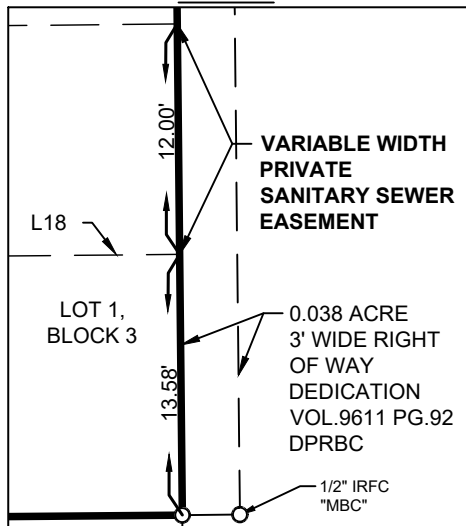 12.00'
VARIABLE WIDTH
PRIVATE
SANITARY SEWER
EASEMENT
L18
LOT 1,
BLOCK 3
13.58'
0.038 ACRE
3' WIDE RIGHT
OF WAY
DEDICATION
VOL.9611 PG.92
DPRBC
1/2" IRFC
"MBC"